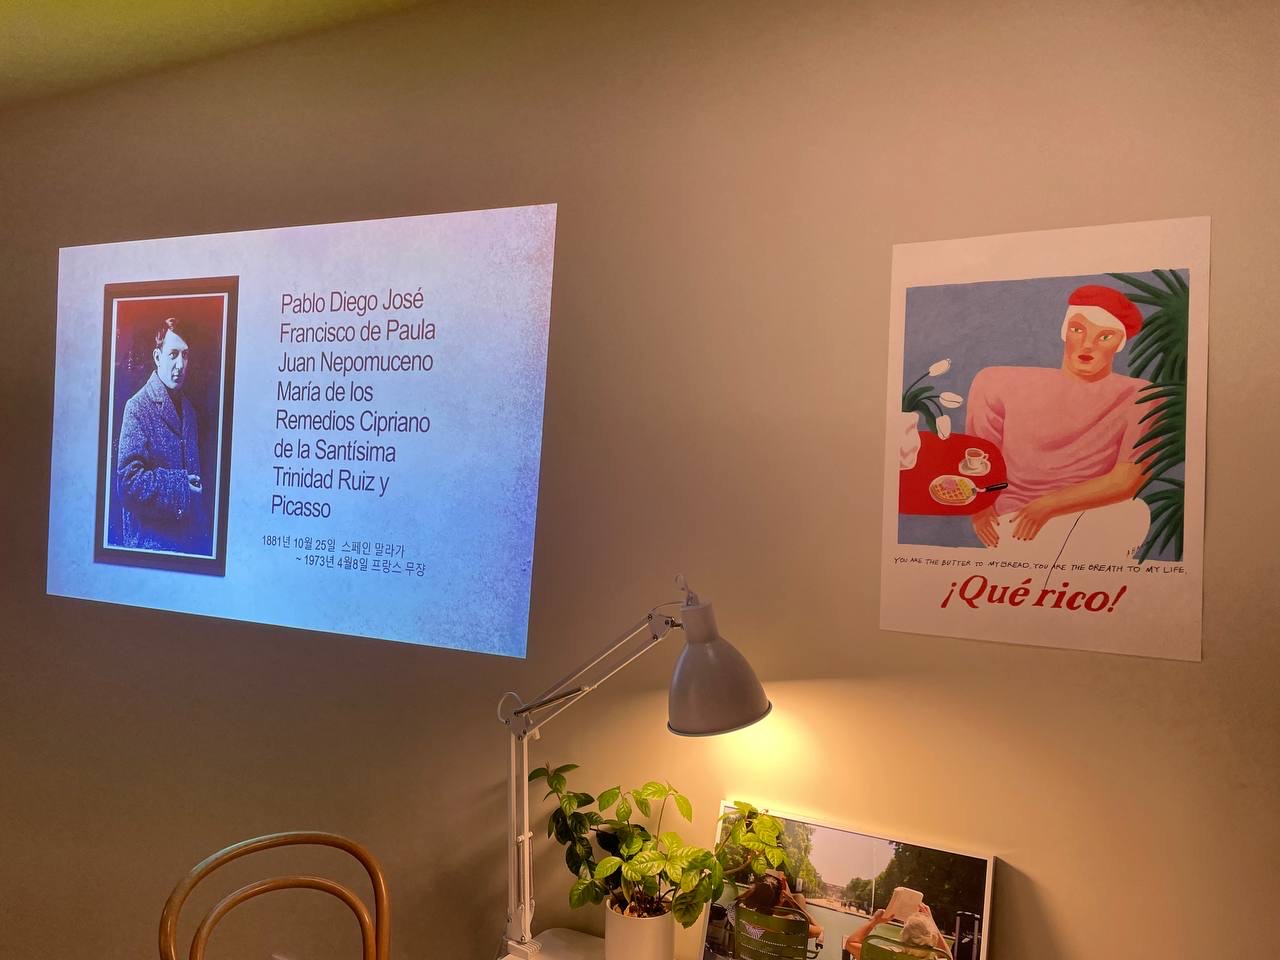 Pablo Diego José
Francisco de Paula
Juan Nepomuceno
María de los
Remedios Cipriano
de la Santísima
Trinidad Ruiz y
Picasso
1881년 10월 25일 스페인 말라가
~ 1973년 4월8일 프랑스 무쟝
YOU ARE THE BUTTER TO MY BREAD, YOU ARE THE BREATH TO MY LIFE,
¡Qué rico!